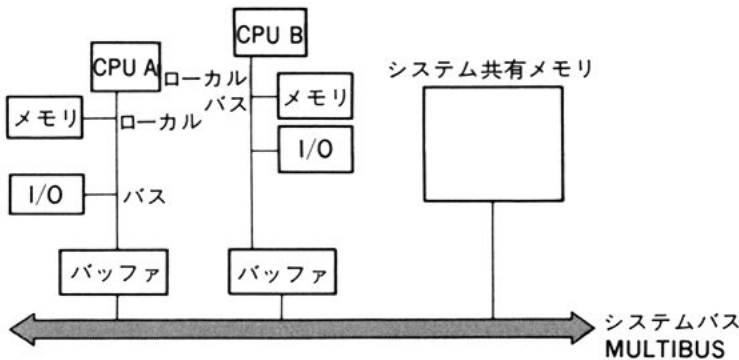 CPU A
メモリ
ローカル
I/O
バス
バッファ
CPU B
ローカル
バス
メモリ
I/O
バッファ
システム共有メモリ
システムバス
MULTIBUS